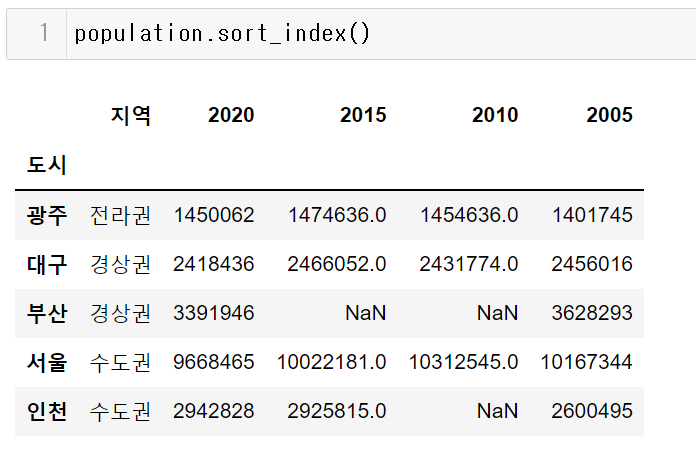 1 population.sort_index()
지역 2020 2015 2010 2005
도시
광주 전라권 1450062 1474636.0 1454636.0 1401745
대구 경상권 2418436 2466052.0 2431774.0 2456016
부산 경상권 3391946 NaN NaN 3628293
서울 수도권 9668465 10022181.0 10312545.0 10167344
인천 수도권 2942828 2925815.0 NaN 2600495